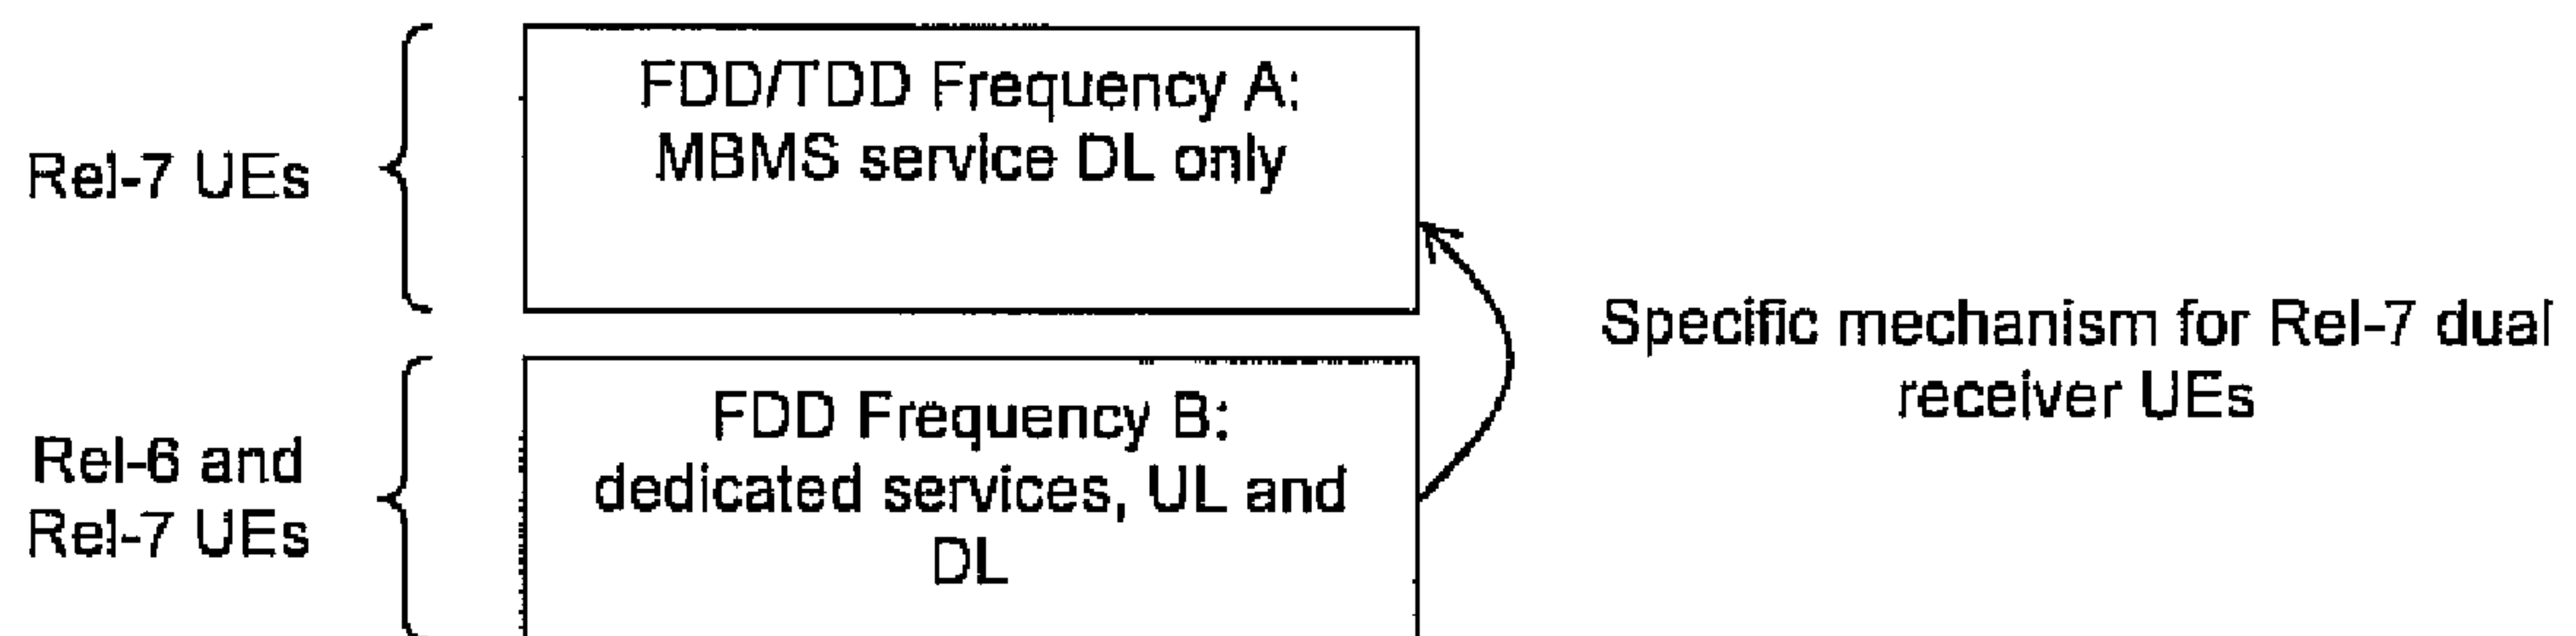 FDD/TDD Frequency A:
MBMS service DL only
Rel-7 UEs
Specific mechanism for Rel-7 dual
receiver UEs
FDD Frequency B:
dedicated services, UL and
DL
Rel-6 and
Rel-7 UEs